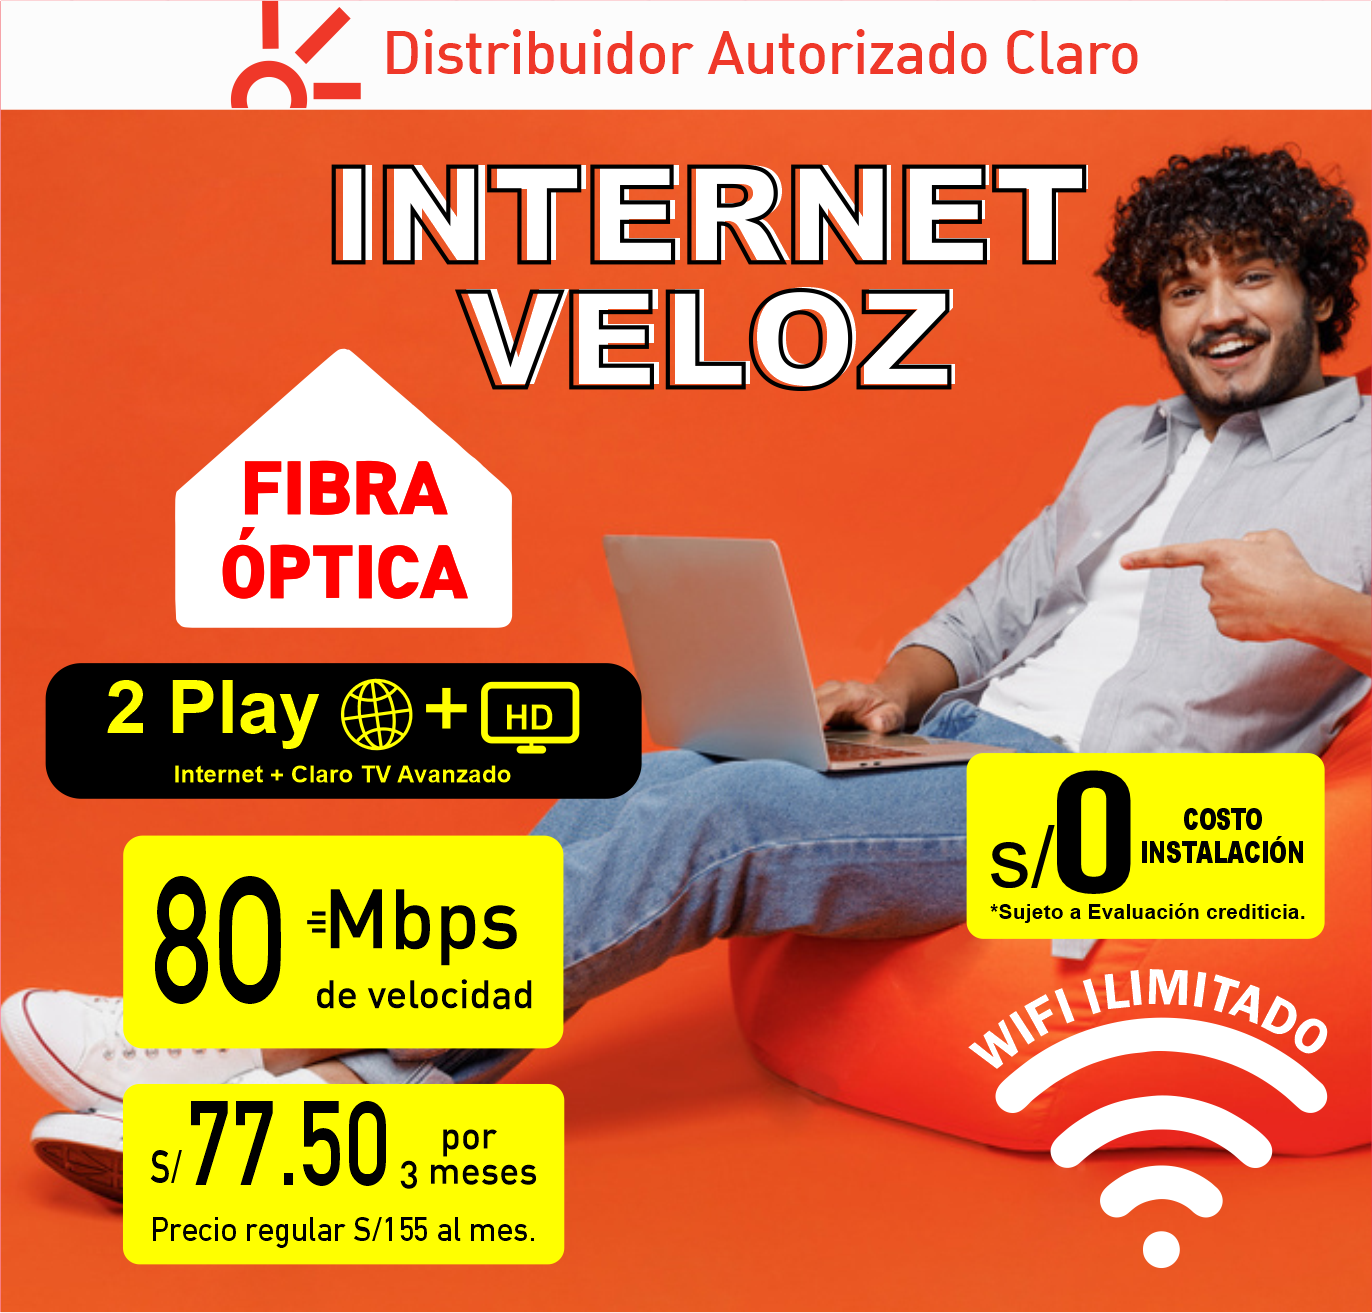 Distribuidor Autorizado Claro
INTERNET
VELOZ
FIBRA
ÓPTICA
2 Play + HD
Internet + Claro TV Avanzado
80 Mbps
de velocidad
S/77.50 por
3 meses
Precio regular S/155 al mes.
s/0 COSTO
INSTALACIÓN
*Sujeto a Evaluación crediticia.
WIFI ILIMITADO